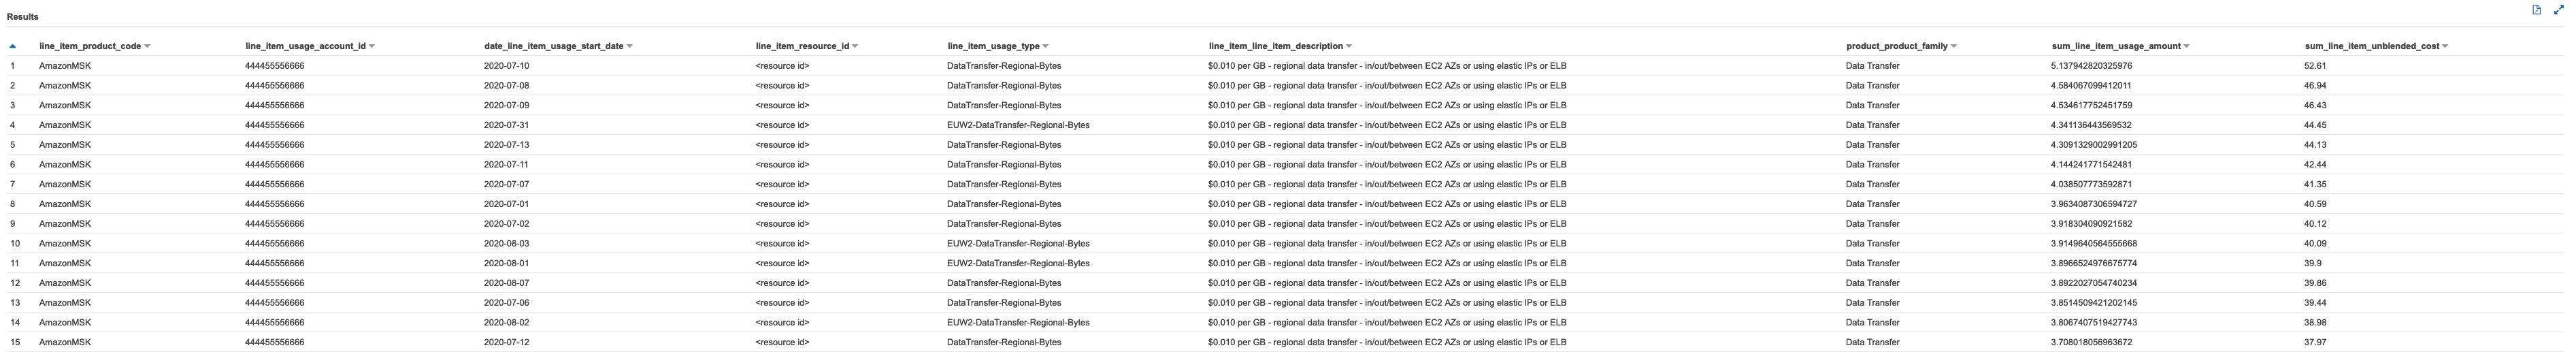 Results
line_item_product_code line_item_usage_account_id date_line_item_usage_start_date line_item_resource_id line_item_usage_type line_item_line_item_description product_product_family sum_line_item_usage_amount sum_line_item_unblended_cost
1 AmazonMSK 444455556666 2020-07-10 <resource id> DataTransfer-Regional-Bytes $0.010 per GB - regional data transfer - in/out/between EC2 AZs or using elastic IPs or ELB Data Transfer 5.137942820325976 52.61
2 AmazonMSK 444455556666 2020-07-08 <resource id> DataTransfer-Regional-Bytes $0.010 per GB - regional data transfer - in/out/between EC2 AZs or using elastic IPs or ELB Data Transfer 4.584067099412011 46.94
3 AmazonMSK 444455556666 2020-07-09 <resource id> DataTransfer-Regional-Bytes $0.010 per GB - regional data transfer - in/out/between EC2 AZs or using elastic IPs or ELB Data Transfer 4.534617752451759 46.43
4 AmazonMSK 444455556666 2020-07-31 <resource id> EUW2-DataTransfer-Regional-Bytes $0.010 per GB - regional data transfer - in/out/between EC2 AZs or using elastic IPs or ELB Data Transfer 4.341136443569532 44.45
5 AmazonMSK 444455556666 2020-07-13 <resource id> DataTransfer-Regional-Bytes $0.010 per GB - regional data transfer - in/out/between EC2 AZs or using elastic IPs or ELB Data Transfer 4.3091329002991205 44.13
6 AmazonMSK 444455556666 2020-07-11 <resource id> DataTransfer-Regional-Bytes $0.010 per GB - regional data transfer - in/out/between EC2 AZs or using elastic IPs or ELB Data Transfer 4.144241771542481 42.44
7 AmazonMSK 444455556666 2020-07-07 <resource id> DataTransfer-Regional-Bytes $0.010 per GB - regional data transfer - in/out/between EC2 AZs or using elastic IPs or ELB Data Transfer 4.038507773592871 41.35
8 AmazonMSK 444455556666 2020-07-01 <resource id> DataTransfer-Regional-Bytes $0.010 per GB - regional data transfer - in/out/between EC2 AZs or using elastic IPs or ELB Data Transfer 3.9634087306594727 40.59
9 AmazonMSK 444455556666 2020-07-02 <resource id> DataTransfer-Regional-Bytes $0.010 per GB - regional data transfer - in/out/between EC2 AZs or using elastic IPs or ELB Data Transfer 3.918304090921582 40.12
10 AmazonMSK 444455556666 2020-08-03 <resource id> EUW2-DataTransfer-Regional-Bytes $0.010 per GB - regional data transfer - in/out/between EC2 AZs or using elastic IPs or ELB Data Transfer 3.9149640564555668 40.09
11 AmazonMSK 444455556666 2020-08-01 <resource id> EUW2-DataTransfer-Regional-Bytes $0.010 per GB - regional data transfer - in/out/between EC2 AZs or using elastic IPs or ELB Data Transfer 3.8966524976675774 39.9
12 AmazonMSK 444455556666 2020-08-07 <resource id> DataTransfer-Regional-Bytes $0.010 per GB - regional data transfer - in/out/between EC2 AZs or using elastic IPs or ELB Data Transfer 3.8922027054740234 39.86
13 AmazonMSK 444455556666 2020-07-06 <resource id> DataTransfer-Regional-Bytes $0.010 per GB - regional data transfer - in/out/between EC2 AZs or using elastic IPs or ELB Data Transfer 3.8514509421202145 39.44
14 AmazonMSK 444455556666 2020-08-02 <resource id> EUW2-DataTransfer-Regional-Bytes $0.010 per GB - regional data transfer - in/out/between EC2 AZs or using elastic IPs or ELB Data Transfer 3.8067407519427743 38.98
15 AmazonMSK 444455556666 2020-07-12 <resource id> DataTransfer-Regional-Bytes $0.010 per GB - regional data transfer - in/out/between EC2 AZs or using elastic IPs or ELB Data Transfer 3.708018056963672 37.97